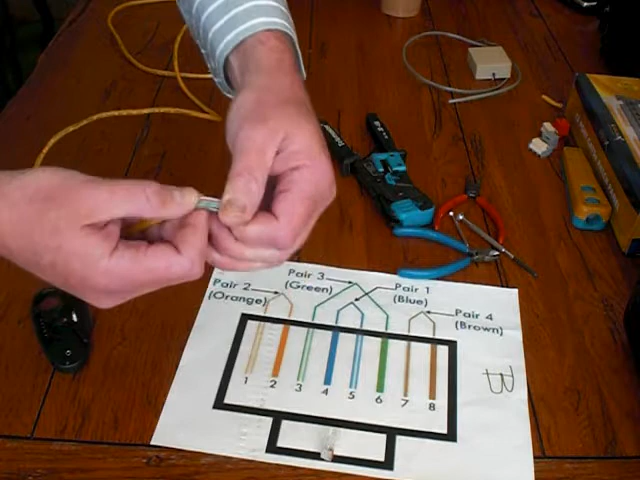 Pair 3
(Green)
Pair 2
(Orange)
Pair 1
(Blue)
Pair 4
(Brown)
1 2 3 4 5 6 7 8
B